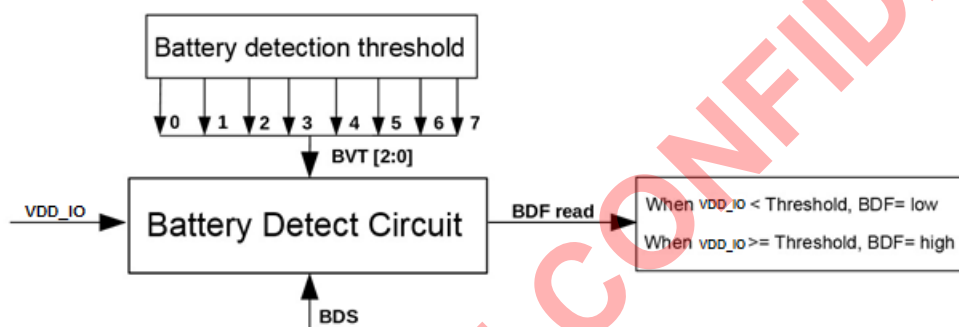 Battery detection threshold
0 1 2 3 4 5 6 7
BVT [2:0]
VDD_IO
Battery Detect Circuit
BDF read
When VDD_IO < Threshold, BDF= low
When VDD_IO >= Threshold, BDF= high
BDS
CONFID